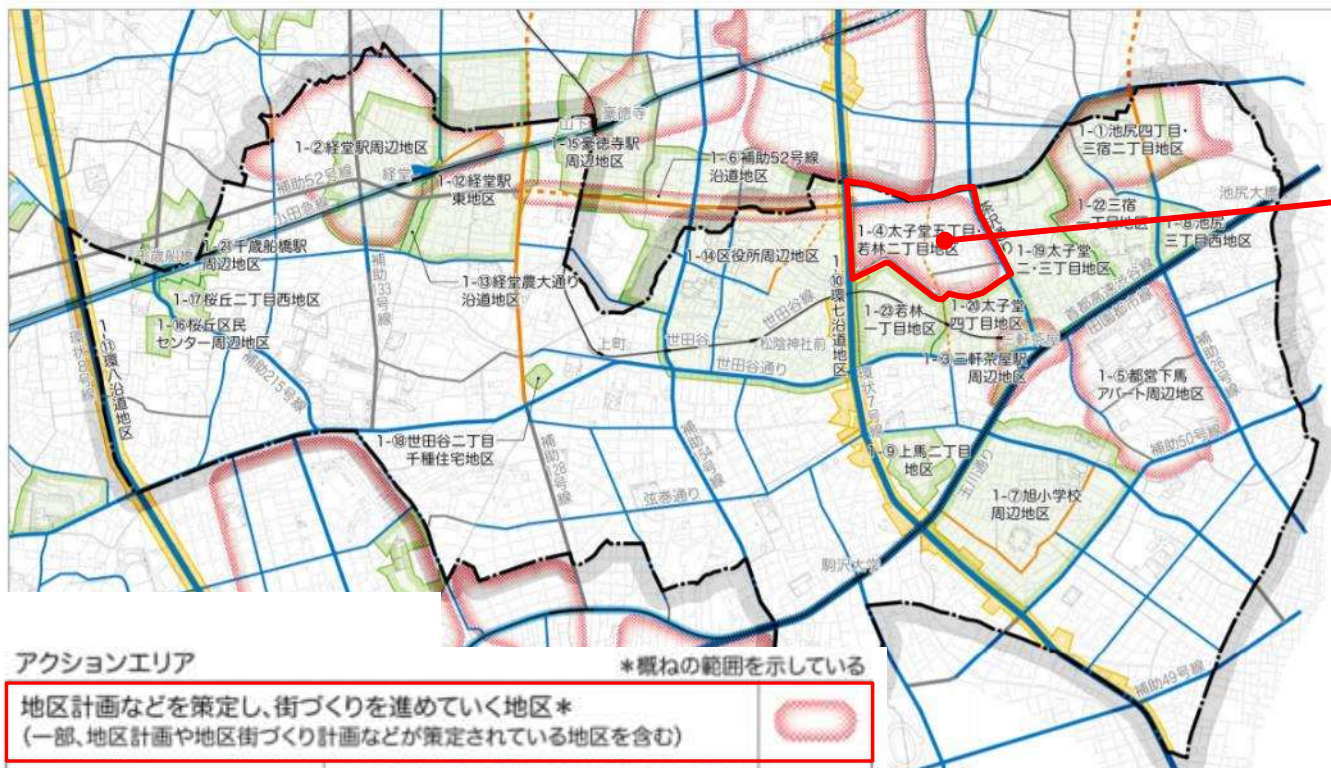 1-①池尻四丁目・
三宿二丁目地区
1-②経堂駅周辺地区
山下
豪徳寺
1-⑮豪徳寺駅
周辺地区
1-⑥補助52号線
沿道地区
補助52号線
経堂
小田急線
1-⑫経堂駅
東地区
池尻大橋
1-㉒三宿
一丁目地区
1-⑧池尻
三丁目西地区
1-④太子堂五丁目・
若林二丁目地区
1-⑲太子堂
二・三丁目地区
千歳船橋
1-㉑千歳船橋駅
周辺地区
1-⑭区役所周辺地区
1-⑬経堂農大通り
沿道地区
補助33号線
1-⑰桜丘二丁目西地区
1-⑯桜丘区民
センター周辺地区
1-⑩環七沿道地区
1-㉓若林
一丁目地区
1-⑳太子堂
四丁目地区
首都高速渋谷線
田園都市線
三軒茶屋
世田谷線
世田谷
上町
松陰神社前
世田谷通り
1-③三軒茶屋駅
周辺地区
1-⑪環八沿道地区
環状8号線
補助215号線
環状7号線
補助26号線
1-⑤都営下馬
アパート周辺地区
1-⑱世田谷二丁目
千種住宅地区
補助128号線
補助154号線
補助50号線
1-⑨上馬二丁目
地区
玉川通り
弦巻通り
1-⑦旭小学校
周辺地区
駒沢大学
補助49号線
アクションエリア
*概ねの範囲を示している
地区計画などを策定し、街づくりを進めていく地区*
(一部、地区計画や地区街づくり計画などが策定されている地区を含む)